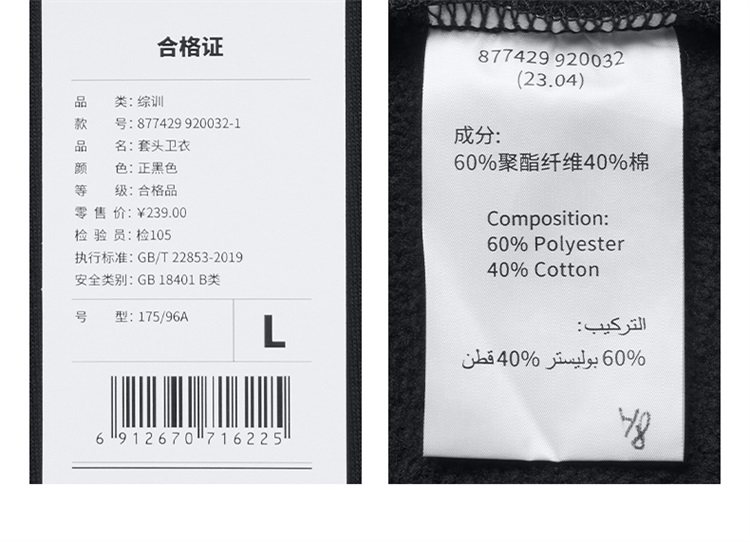 合格证
品 类: 综训
款 号: 877429 920032-1
品 名: 套头卫衣
颜 色: 正黑色
等 级: 合格品
零 售 价: ¥239.00
检 验 员: 检105
执行标准: GB/T 22853-2019
安全类别: GB 18401 B类
号 型: 175/96A
L
6 912670 716225
877429 920032
(23.04)
成分:
60%聚酯纤维40%棉
Composition:
60% Polyester
40% Cotton
التركيب:
60% بوليستر 40% قطن